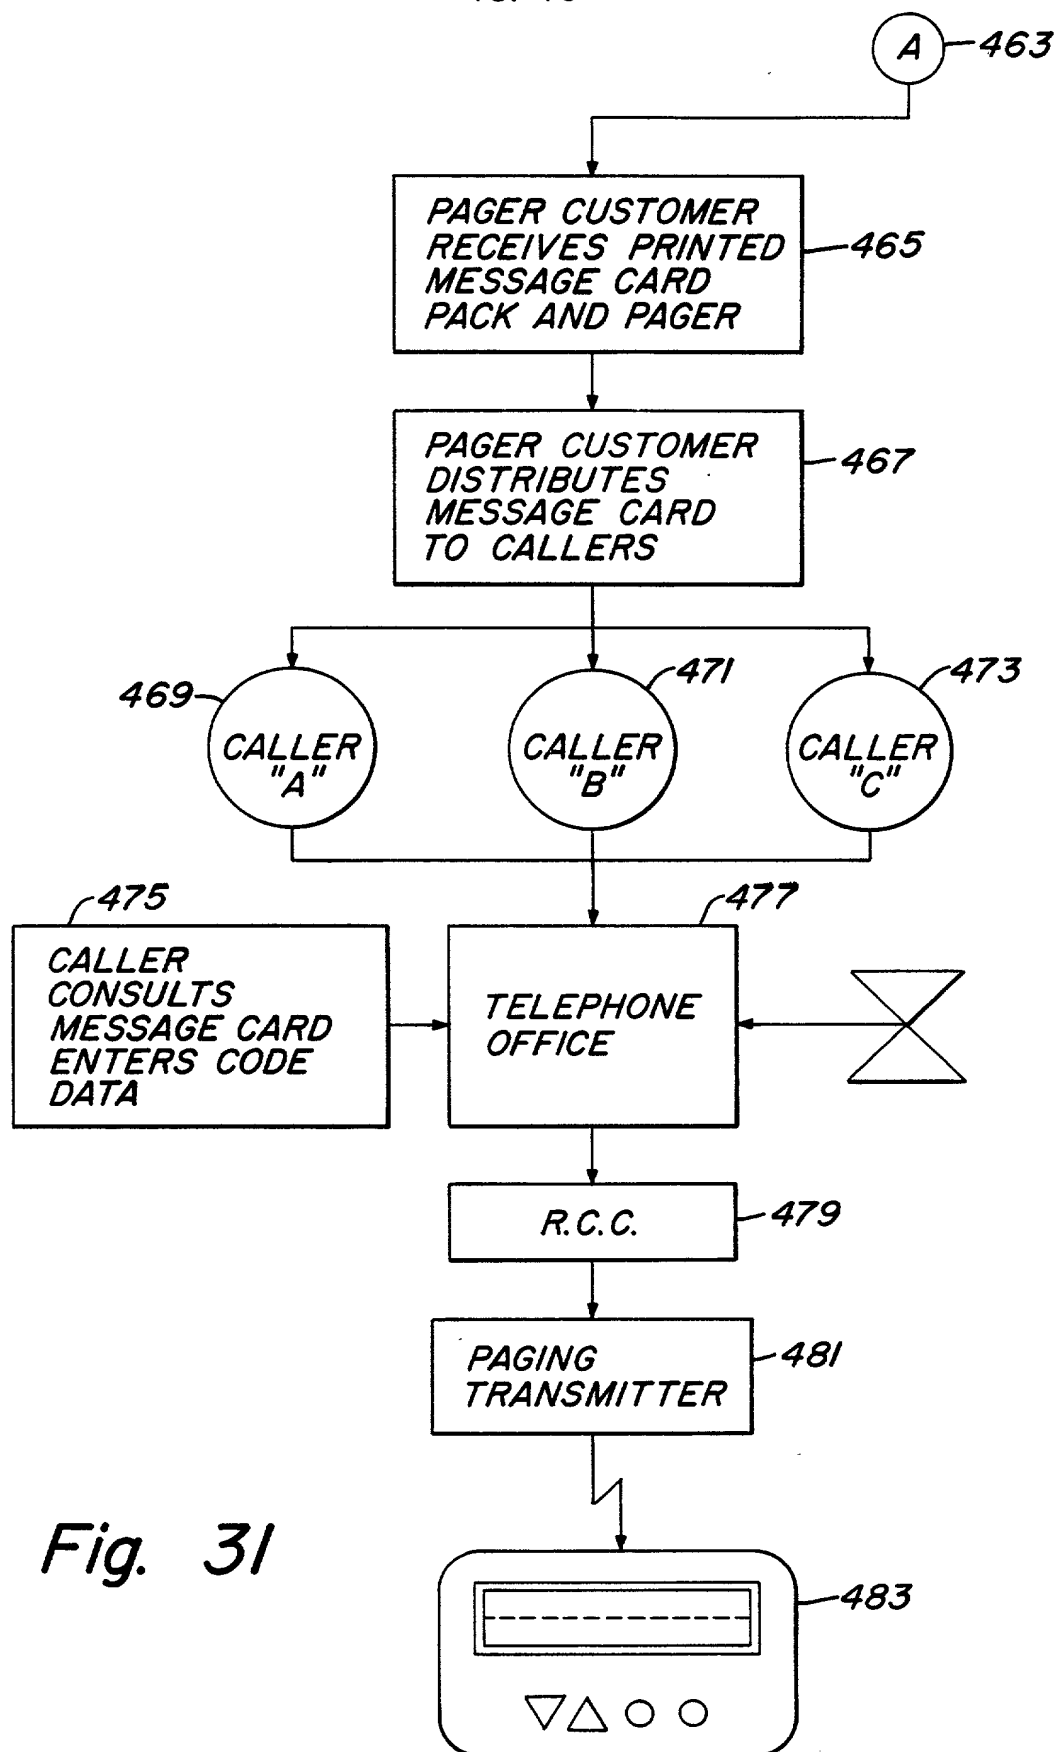 A
463
PAGER CUSTOMER
RECEIVES PRINTED
MESSAGE CARD
PACK AND PAGER
465
PAGER CUSTOMER
DISTRIBUTES
MESSAGE CARD
TO CALLERS
467
469
CALLER
"A"
471
CALLER
"B"
473
CALLER
"C"
475
CALLER
CONSULTS
MESSAGE CARD
ENTERS CODE
DATA
477
TELEPHONE
OFFICE
R.C.C.
479
PAGING
TRANSMITTER
481
Fig. 31
483